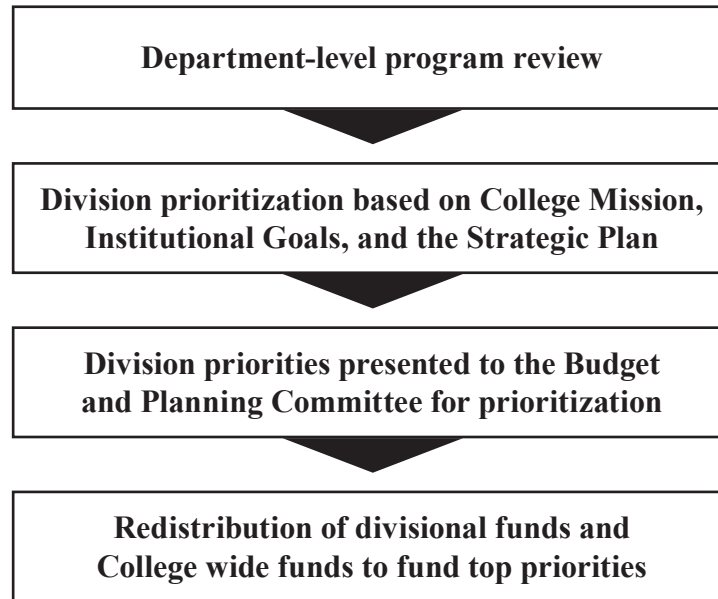 Department-level program review
Division prioritization based on College Mission,
Institutional Goals, and the Strategic Plan
Division priorities presented to the Budget
and Planning Committee for prioritization
Redistribution of divisional funds and
College wide funds to fund top priorities